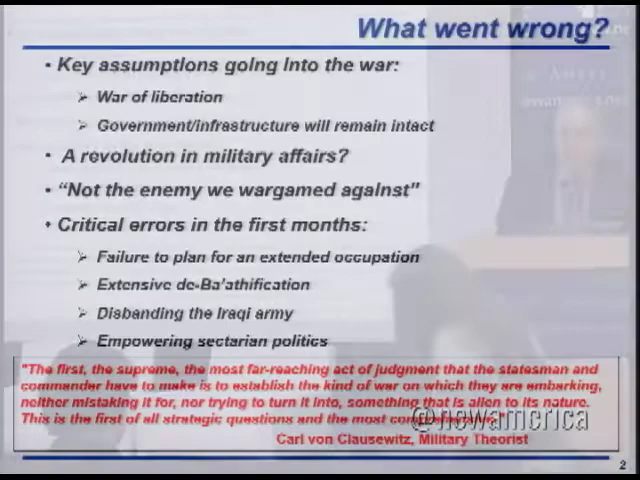 What went wrong?
• Key assumptions going into the war:
➢ War of liberation
➢ Government/infrastructure will remain intact
• A revolution in military affairs?
• "Not the enemy we wargamed against"
• Critical errors in the first months:
➢ Failure to plan for an extended occupation
➢ Extensive de-Ba'athification
➢ Disbanding the Iraqi army
➢ Empowering sectarian politics
"The first, the supreme, the most far-reaching act of judgment that the statesman and
commander have to make is to establish the kind of war on which they are embarking,
neither mistaking it for, nor trying to turn it into, something that is alien to its nature.
This is the first of all strategic questions and the most
@newamerica
Carl von Clausewitz, Military Theorist
2